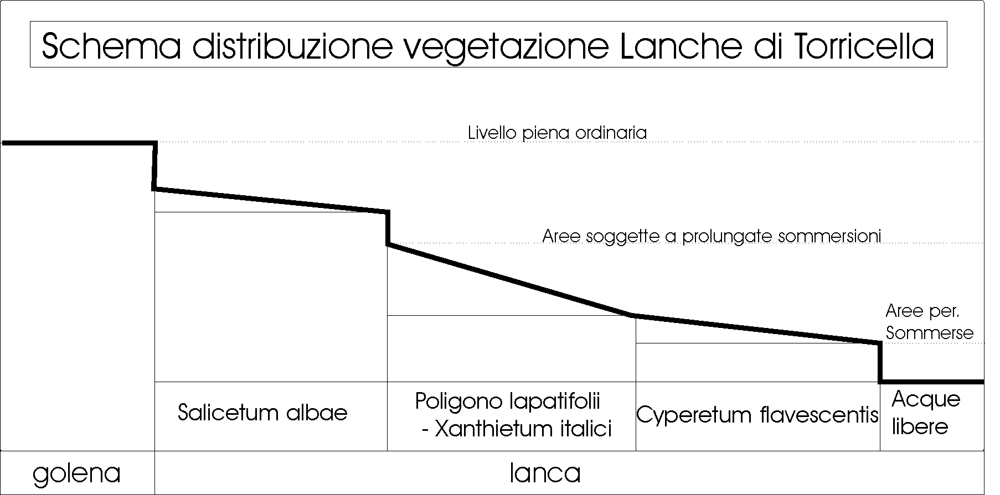 Schema distribuzione vegetazione Lanche di Torricella
Livello piena ordinaria
Aree soggette a prolungate sommersioni
Aree per.
Sommerse
Salicetum albae
Poligono lapatifolii
- Xanthietum italici
Cyperetum flavescentis
Acque
libere
golena
lanca